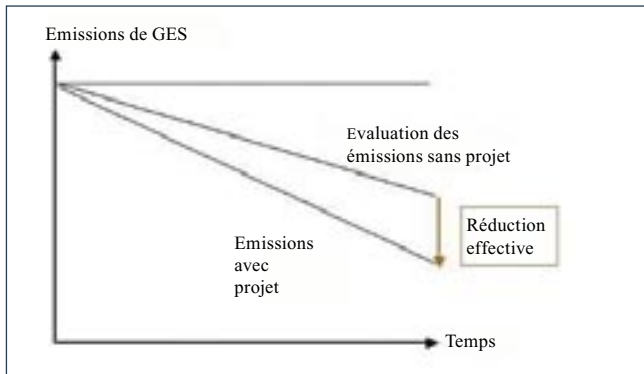 Emissions de GES
Evaluation des
émissions sans projet
Réduction
effective
Emissions
avec
projet
Temps